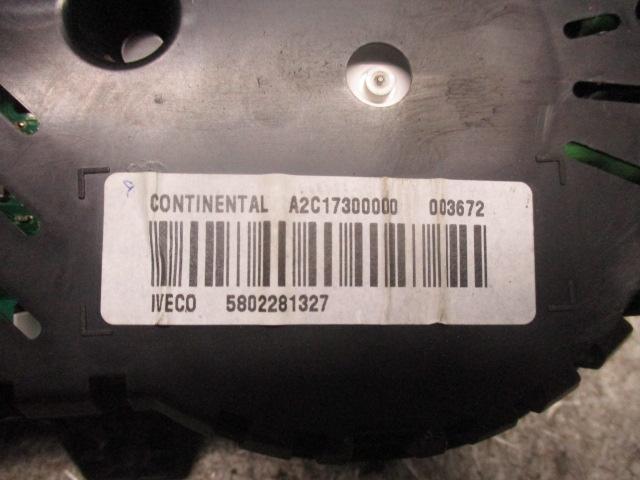 CONTINENTAL A2C17300000 003672
IVECO 5802281327